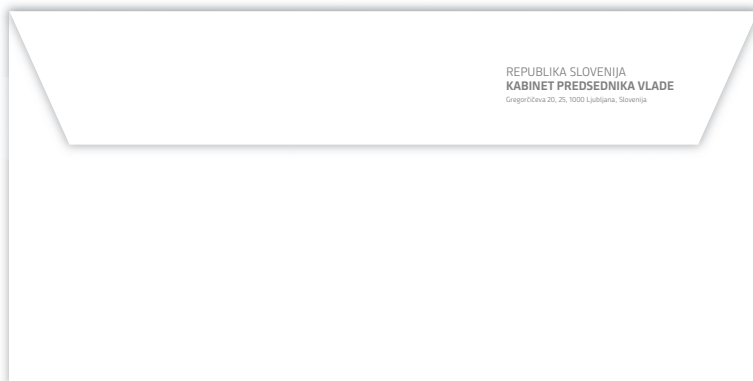 REPUBLIKA SLOVENIJA
KABINET PREDSEDNIKA VLADE
Gregorčičeva 20, 25, 1000 Ljubljana, Slovenija